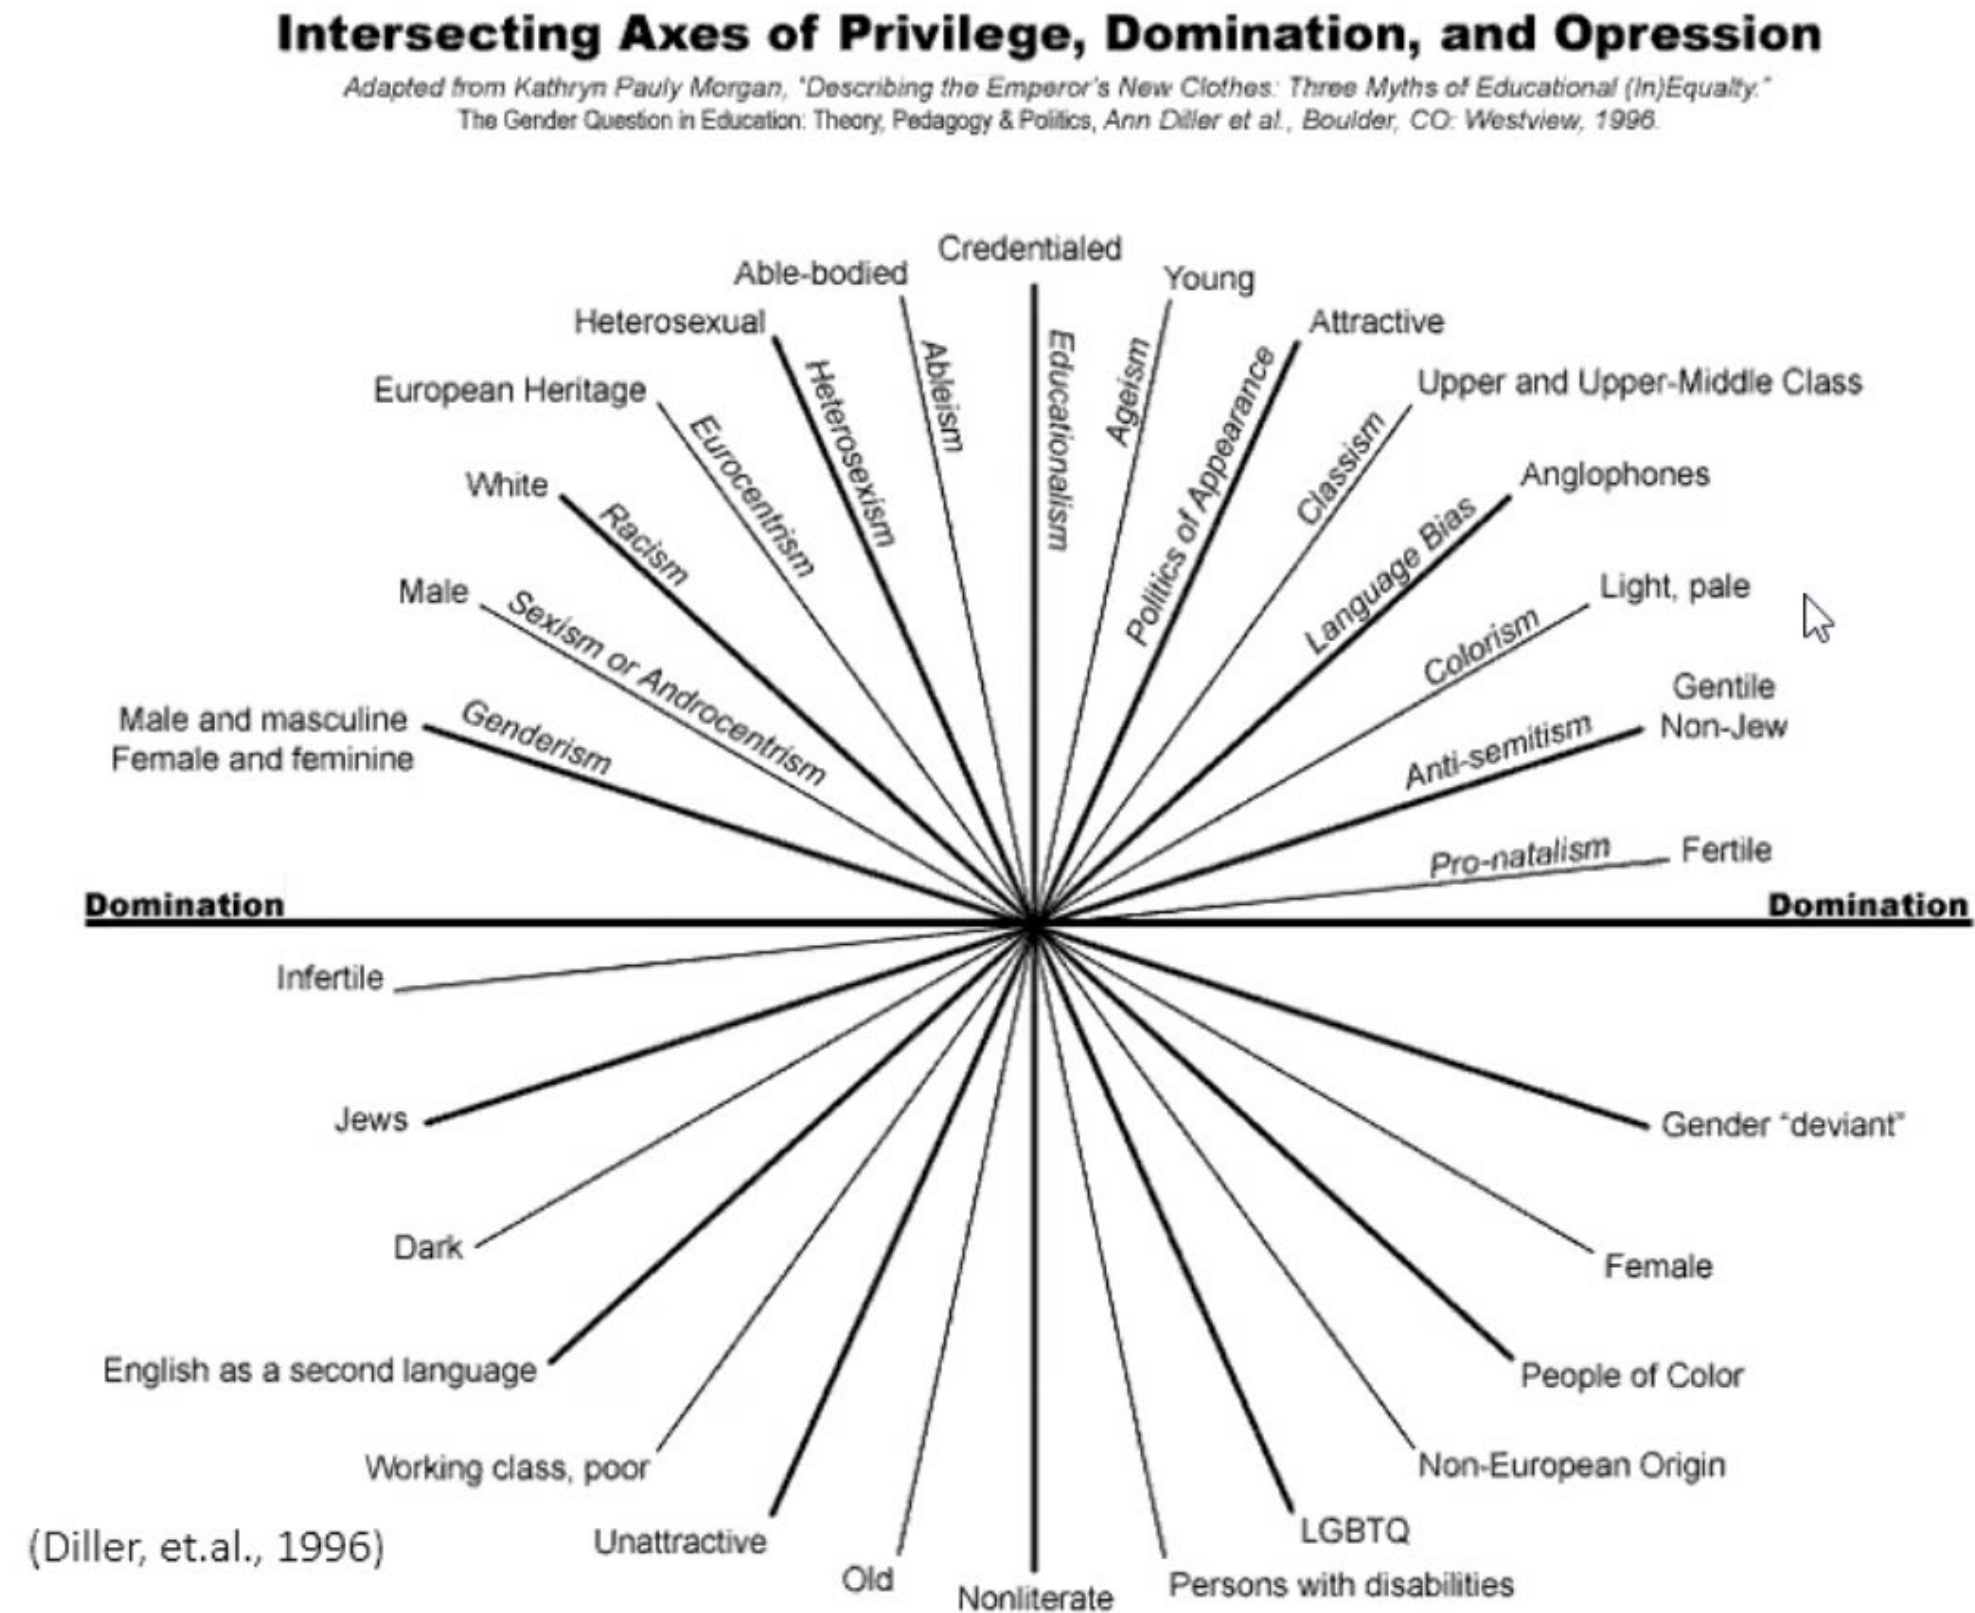 Intersecting Axes of Privilege, Domination, and Opression
Adapted from Kathryn Pauly Morgan, "Describing the Emperor's New Clothes: Three Myths of Educational (In)Equalty."
The Gender Question in Education: Theory, Pedagogy & Politics, Ann Diller et al., Boulder, CO: Westview, 1996.
Credentialed
Able-bodied
Young
Heterosexual
Attractive
European Heritage
Upper and Upper-Middle Class
White
Anglophones
Male
Light, pale
Male and masculine
Female and feminine
Gentile
Non-Jew
Fertile
Genderism
Sexism or Androcentrism
Racism
Eurocentrism
Heterosexism
Ableism
Educationalism
Ageism
Politics of Appearance
Classism
Language Bias
Colorism
Anti-semitism
Pro-natalism
Domination
Domination
Infertile
Jews
Gender "deviant"
Dark
Female
English as a second language
People of Color
Working class, poor
Non-European Origin
Unattractive
LGBTQ
Old
Persons with disabilities
Nonliterate
(Diller, et.al., 1996)